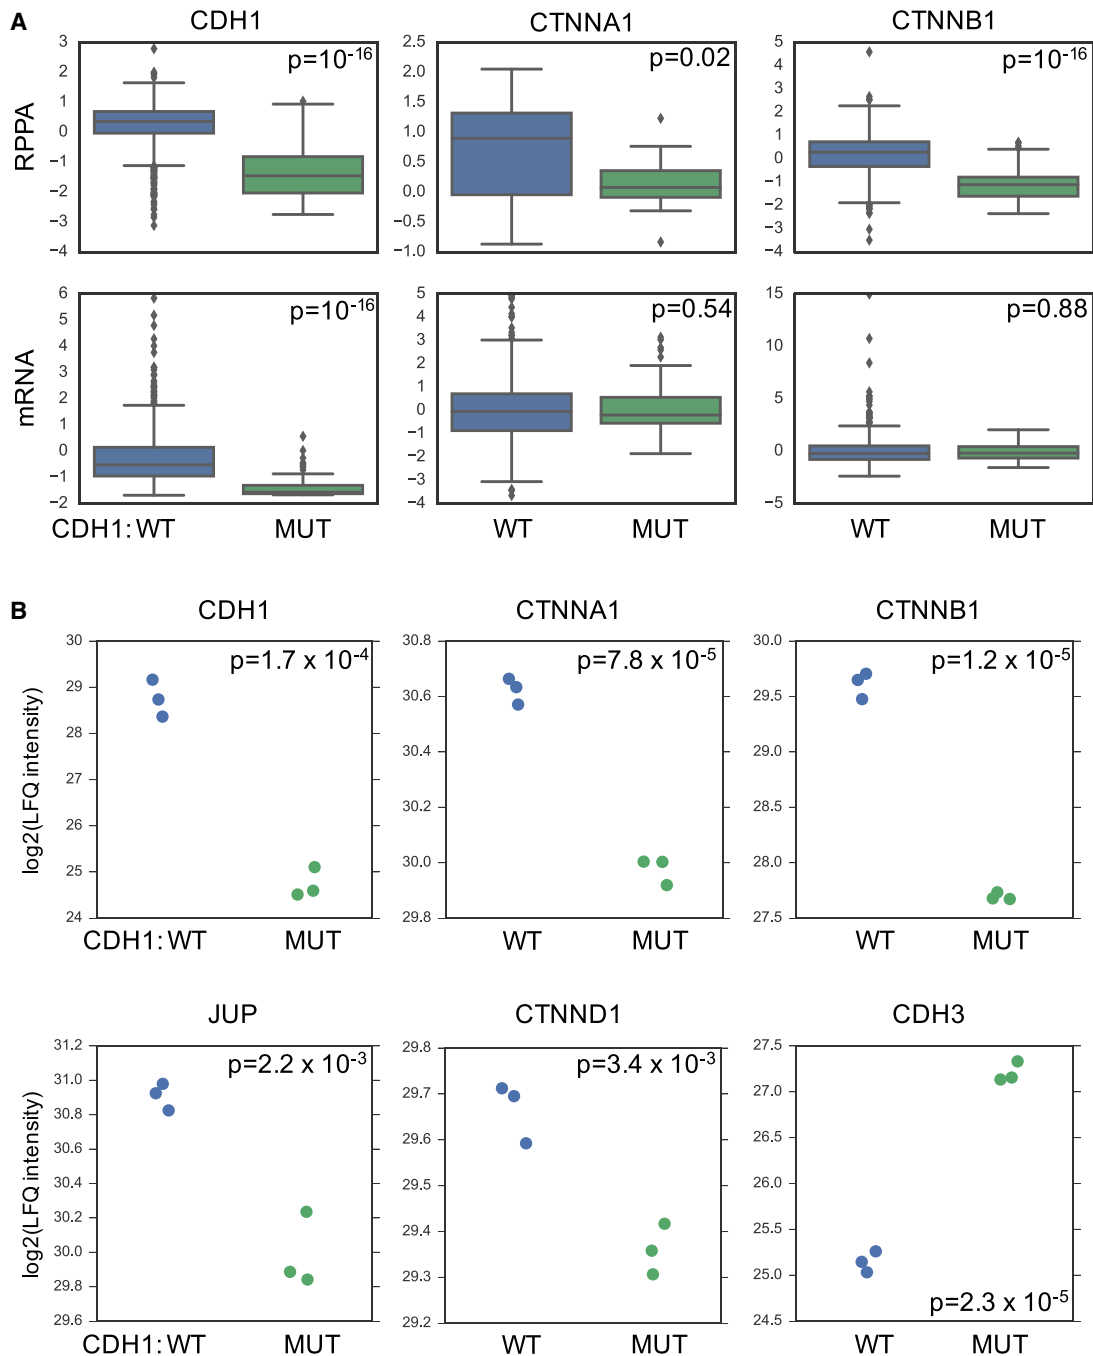 A
CDH1
CTNNA1
CTNNB1
RPPA
3
2
1
0
−1
−2
−3
−4
p=10-16
2.5
2.0
1.5
1.0
0.5
0.0
−0.5
−1.0
p=0.02
5
4
3
2
1
0
−1
−2
−3
−4
p=10-16
mRNA
6
5
4
3
2
1
0
−1
−2
p=10-16
5
4
3
2
1
0
−1
−2
−3
−4
p=0.54
15
10
5
0
−5
p=0.88
CDH1: WT MUT
WT MUT
WT MUT
B
CDH1
CTNNA1
CTNNB1
log2(LFQ intensity)
30
29
28
27
26
25
24
p=1.7 x 10-4
30.8
30.6
30.4
30.2
30.0
29.8
p=7.8 x 10-5
30.0
29.5
29.0
28.5
28.0
27.5
p=1.2 x 10-5
CDH1: WT MUT
WT MUT
WT MUT
JUP
CTNND1
CDH3
log2(LFQ intensity)
31.2
31.0
30.8
30.6
30.4
30.2
30.0
29.8
29.6
p=2.2 x 10-3
29.8
29.7
29.6
29.5
29.4
29.3
29.2
p=3.4 x 10-3
27.5
27.0
26.5
26.0
25.5
25.0
24.5
p=2.3 x 10-5
CDH1: WT MUT
WT MUT
WT MUT